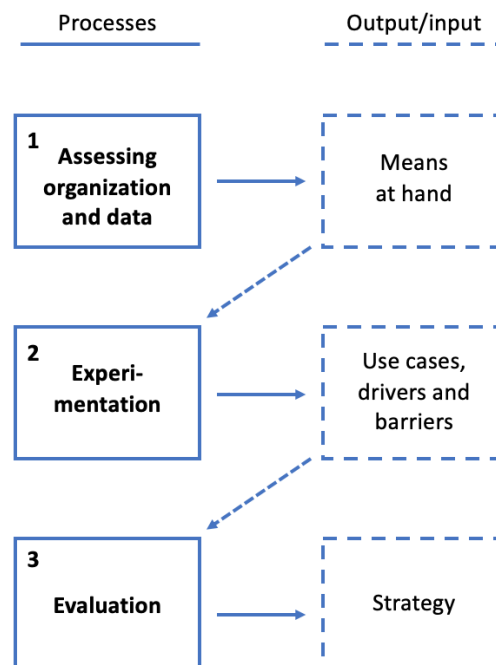 Processes
Output/input
1
Assessing
organization
and data
Means
at hand
2
Experi-
mentation
Use cases,
drivers and
barriers
3
Evaluation
Strategy